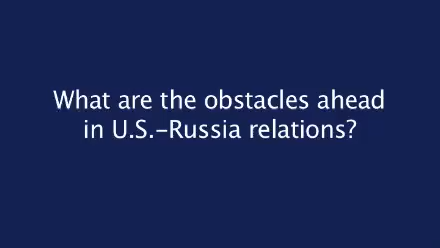 What are the obstacles ahead
in U.S.–Russia relations?